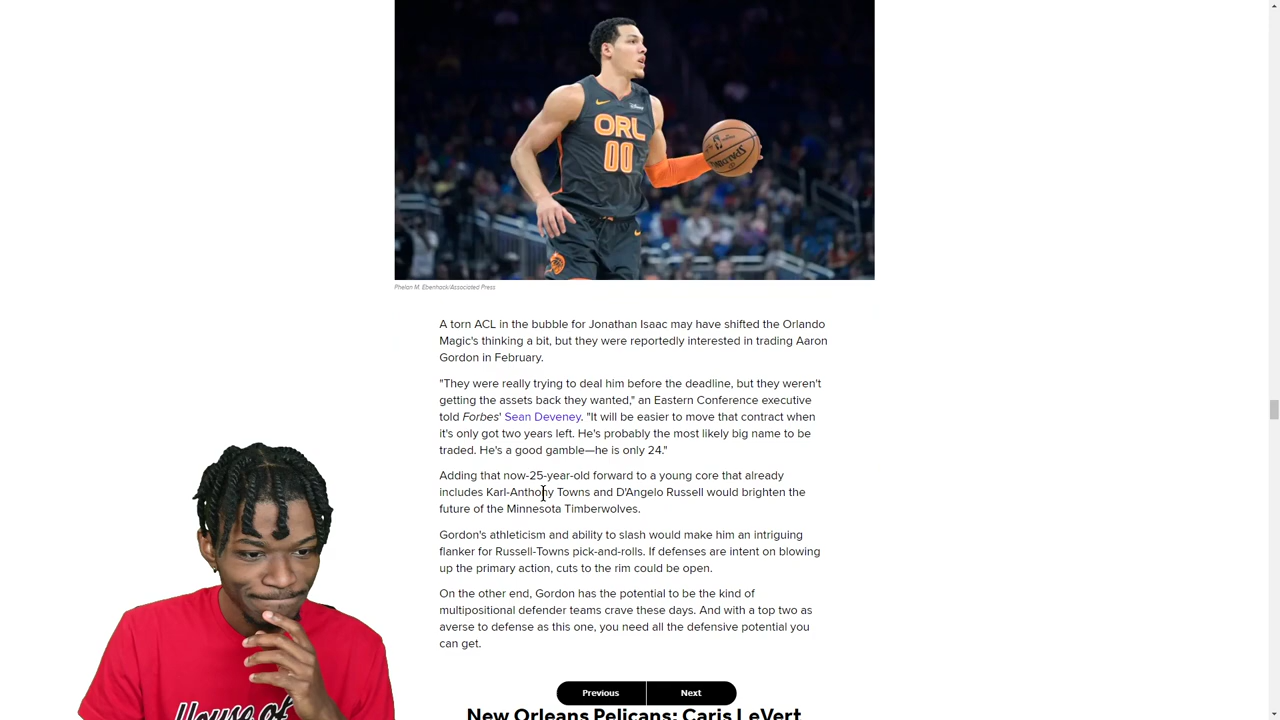 Disney
ORL
00
SPALDING
Phelan M. Ebenhack/Associated Press
A torn ACL in the bubble for Jonathan Isaac may have shifted the Orlando
Magic's thinking a bit, but they were reportedly interested in trading Aaron
Gordon in February.
"They were really trying to deal him before the deadline, but they weren't
getting the assets back they wanted," an Eastern Conference executive
told Forbes' Sean Deveney. "It will be easier to move that contract when
it's only got two years left. He's probably the most likely big name to be
traded. He's a good gamble—he is only 24."
Adding that now-25-year-old forward to a young core that already
includes Karl-Anthony Towns and D'Angelo Russell would brighten the
future of the Minnesota Timberwolves.
Gordon's athleticism and ability to slash would make him an intriguing
flanker for Russell-Towns pick-and-rolls. If defenses are intent on blowing
up the primary action, cuts to the rim could be open.
On the other end, Gordon has the potential to be the kind of
multipositional defender teams crave these days. And with a top two as
averse to defense as this one, you need all the defensive potential you
can get.
Previous Next
New Orleans Pelicans: Caris LeVert
House of